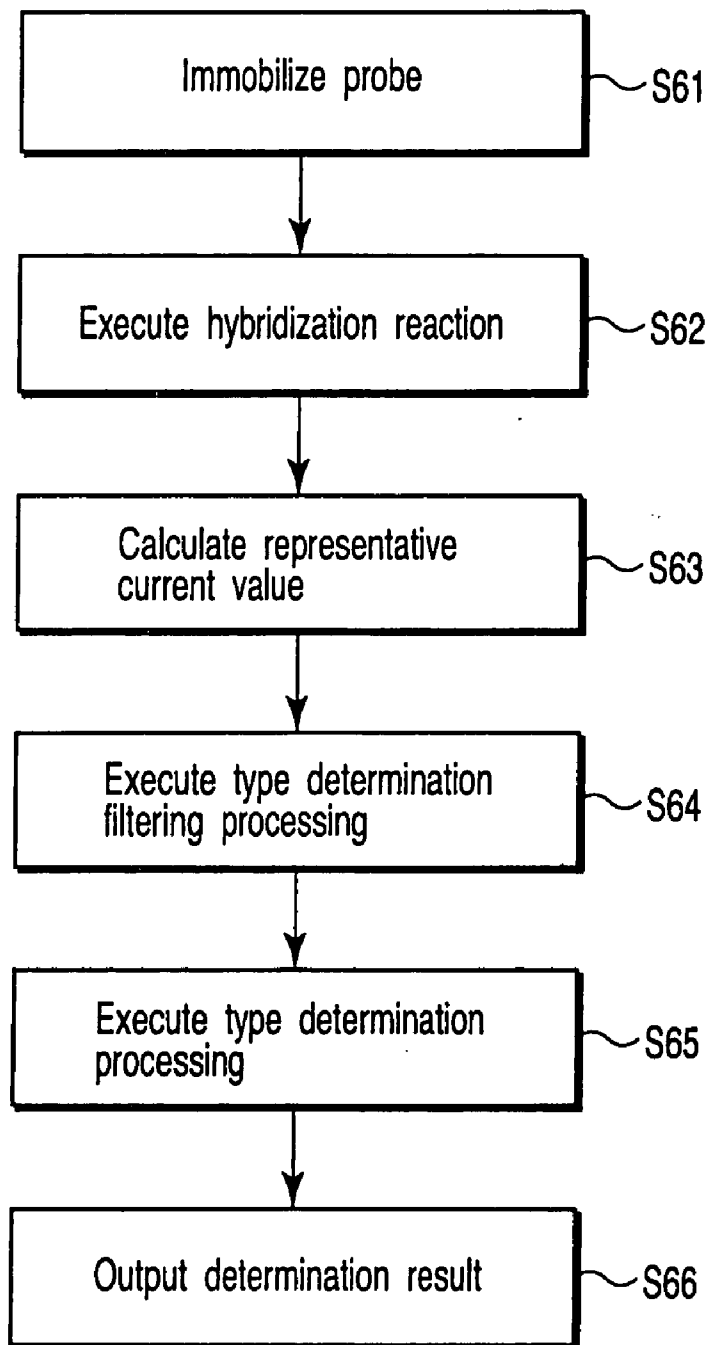 Immobilize probe
S61
Execute hybridization reaction
S62
Calculate representative
current value
S63
Execute type determination
filtering processing
S64
Execute type determination
processing
S65
Output determination result
S66